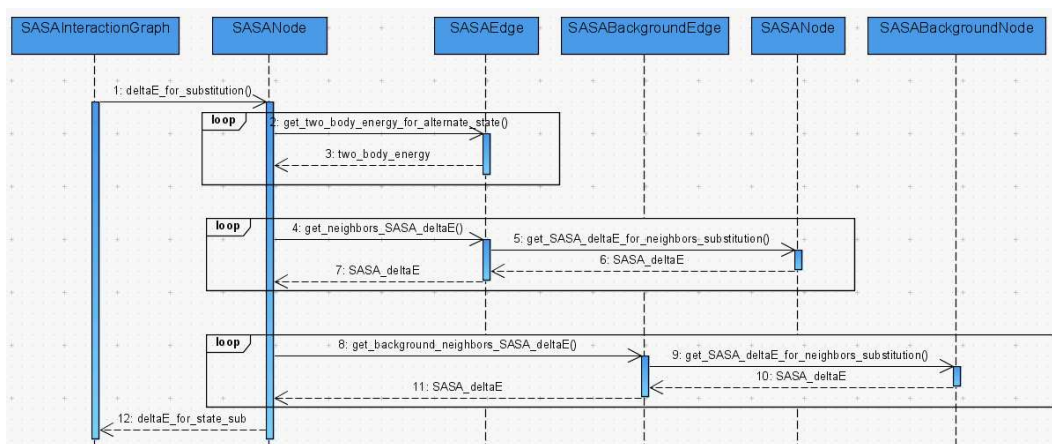 SASAInteractionGraph
SASANode
SASAEdge
SASABackgroundEdge
SASANode
SASABackgroundNode
1: deltaE_for_substitution()
loop
2: get_two_body_energy_for_alternate_state()
3: two_body_energy
loop
4: get_neighbors_SASA_deltaE()
5: get_SASA_deltaE_for_neighbors_substitution()
6: SASA_deltaE
7: SASA_deltaE
loop
8: get_background_neighbors_SASA_deltaE()
9: get_SASA_deltaE_for_neighbors_substitution()
10: SASA_deltaE
11: SASA_deltaE
12: deltaE_for_state_sub